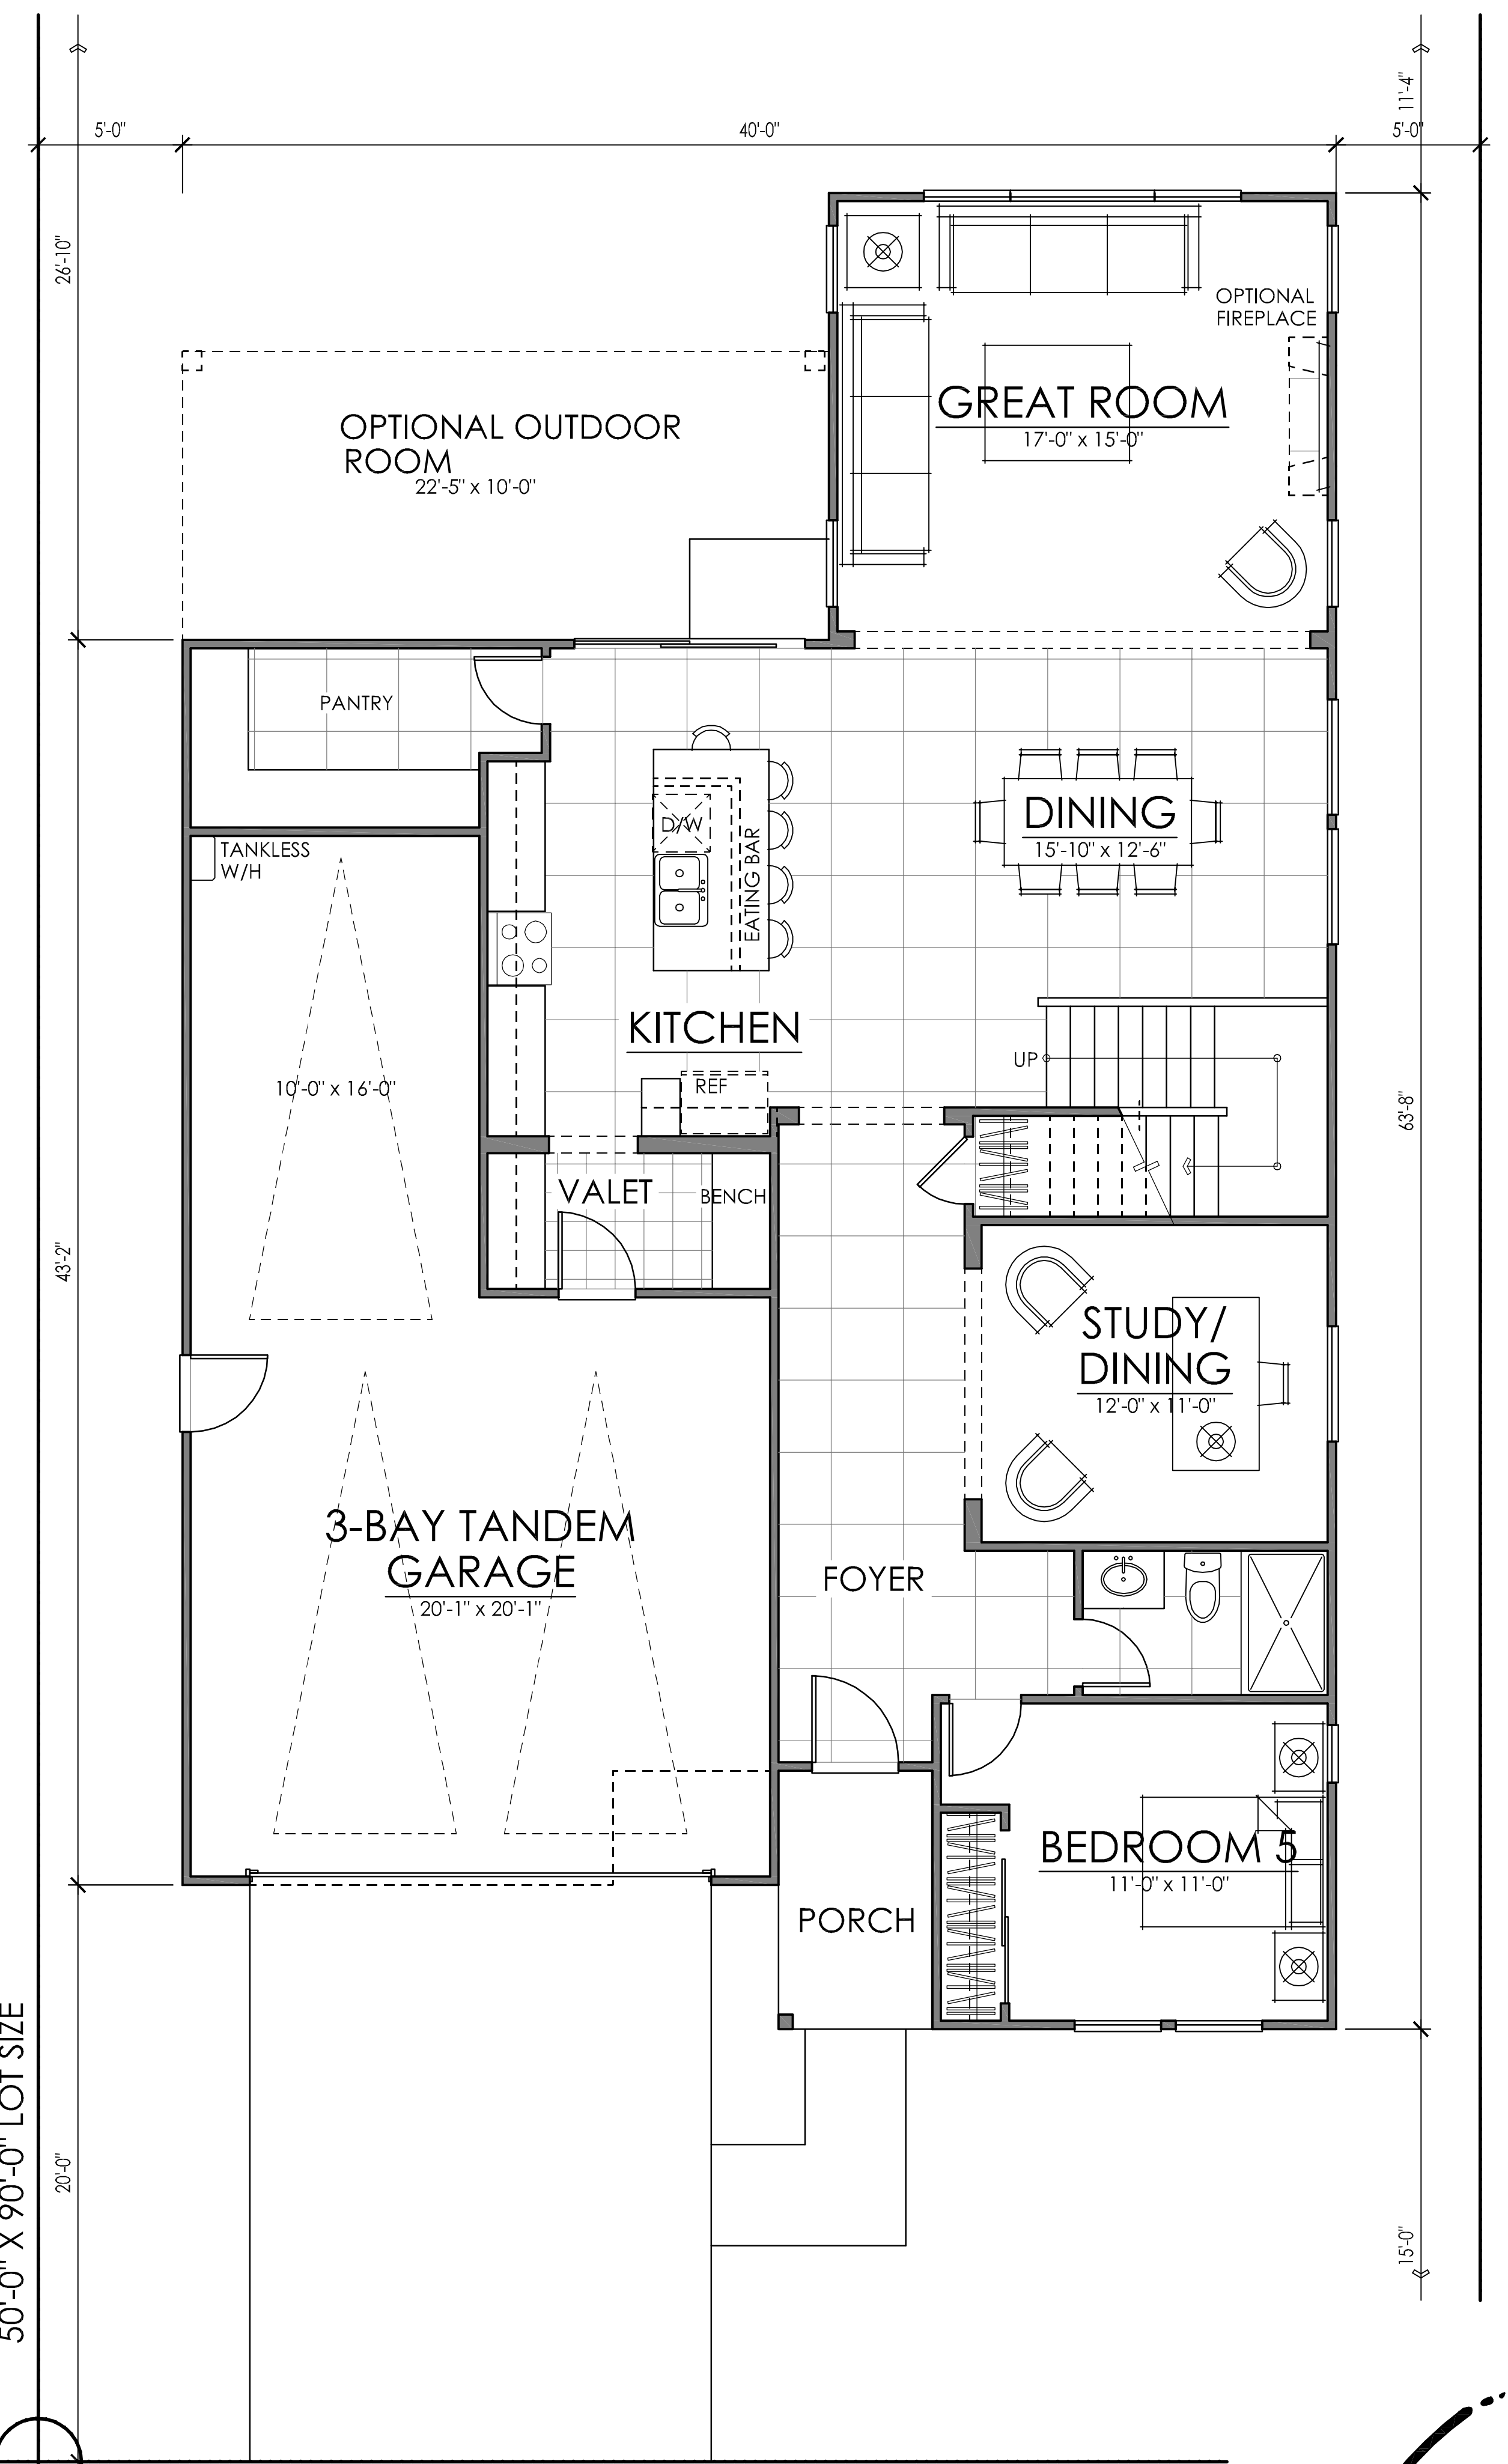 11'-4"
5'-0"
40'-0"
5'-0"
26'-10"
OPTIONAL
FIREPLACE
GREAT ROOM
17'-0" x 15'-0"
OPTIONAL OUTDOOR
ROOM
22'-5" x 10'-0"
PANTRY
D/W
EATING BAR
DINING
15'-10" x 12'-6"
TANKLESS
W/H
KITCHEN
UP
REF
10'-0" x 16'-0"
63'-8"
VALET
BENCH
43'-2"
STUDY/
DINING
12'-0" x 11'-0"
3-BAY TANDEM
GARAGE
20'-1" x 20'-1"
FOYER
BEDROOM 5
11'-0" x 11'-0"
PORCH
50'-0" X 90'-0" LOT SIZE
20'-0"
15'-0"